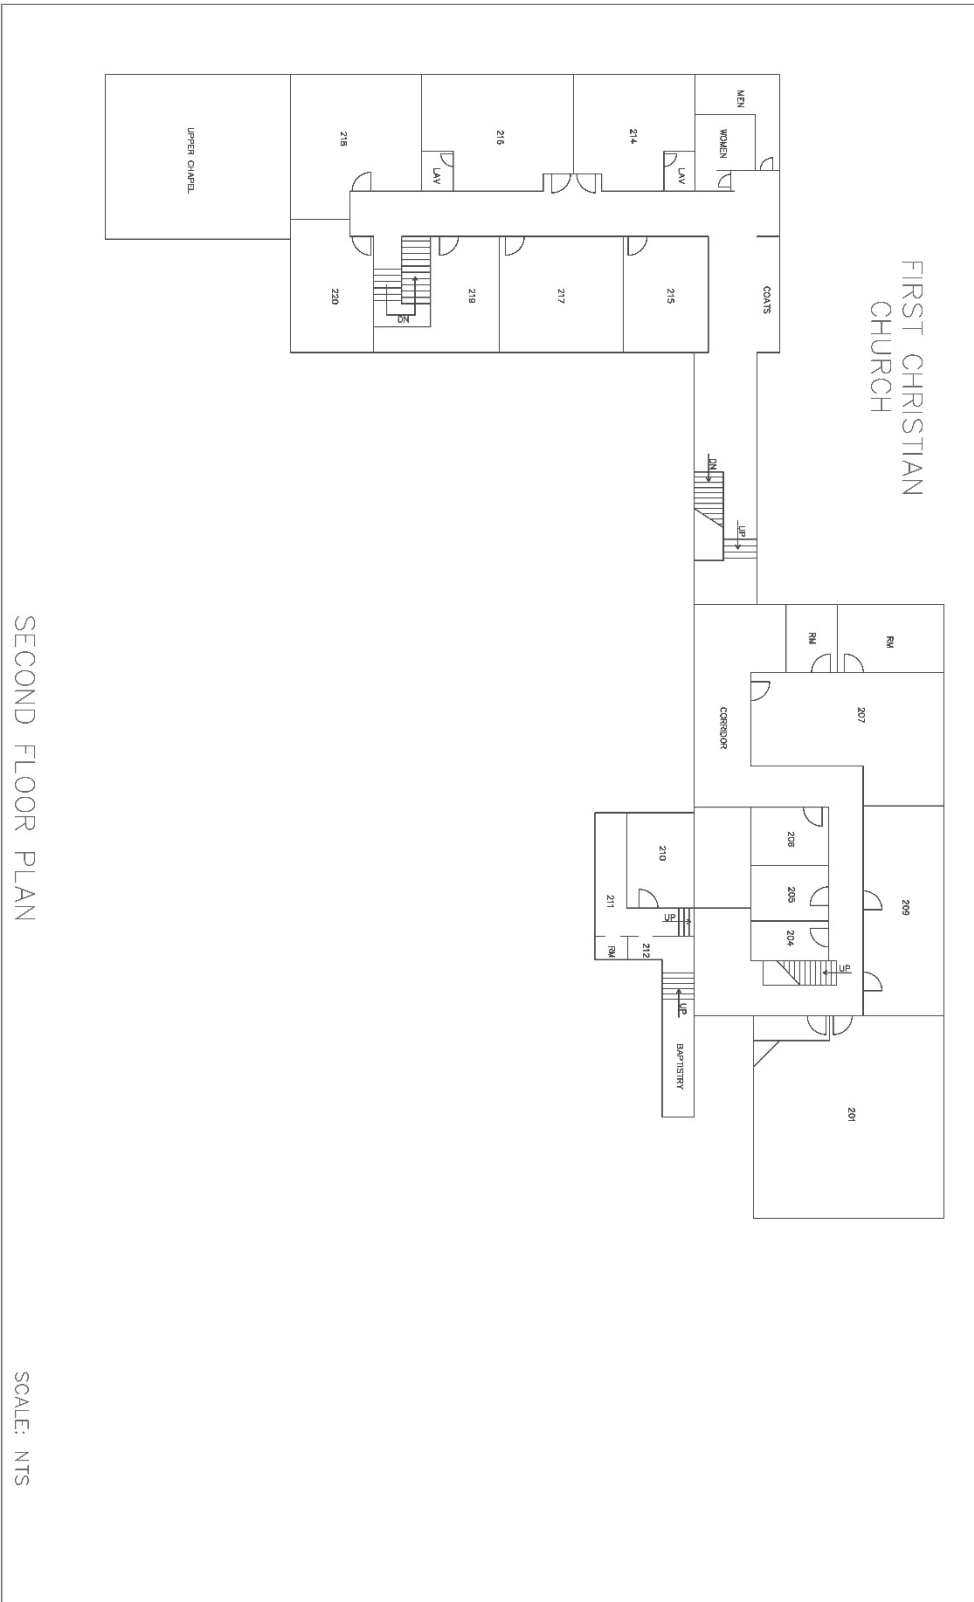 FIRST CHRISTIAN
CHURCH
RM
207
209
201
RM
206
205
204
UP
MEN
WOMEN
COATS
UP
DN
CORRIDOR
LAV
214
215
210
UP
UP
BAPTISTRY
212
211
RM
216
217
LAV
219
DN
218
220
UPPER CHAPEL
SECOND FLOOR PLAN
SCALE: NTS